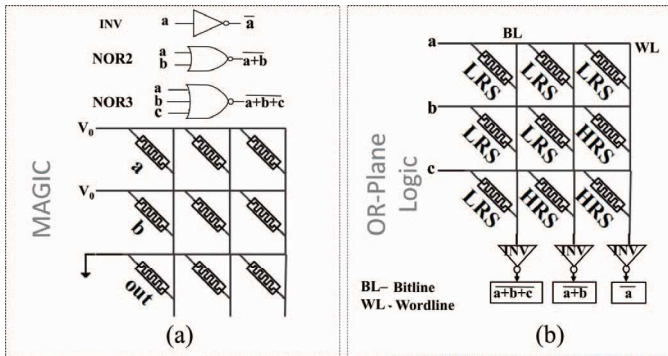 INV
a
a̅
NOR2
a
b
a̅+̅b̅
NOR3
a
b
c
a̅+̅b̅+̅c̅
MAGIC
V₀
a
V₀
b
out
(a)
OR-Plane
Logic
BL
WL
a
LRS LRS LRS
b
LRS LRS HRS
c
LRS HRS HRS
INV INV INV
a̅+̅b̅+̅c̅ a̅+̅b̅ a̅
BL– Bitline
WL - Wordline
(b)